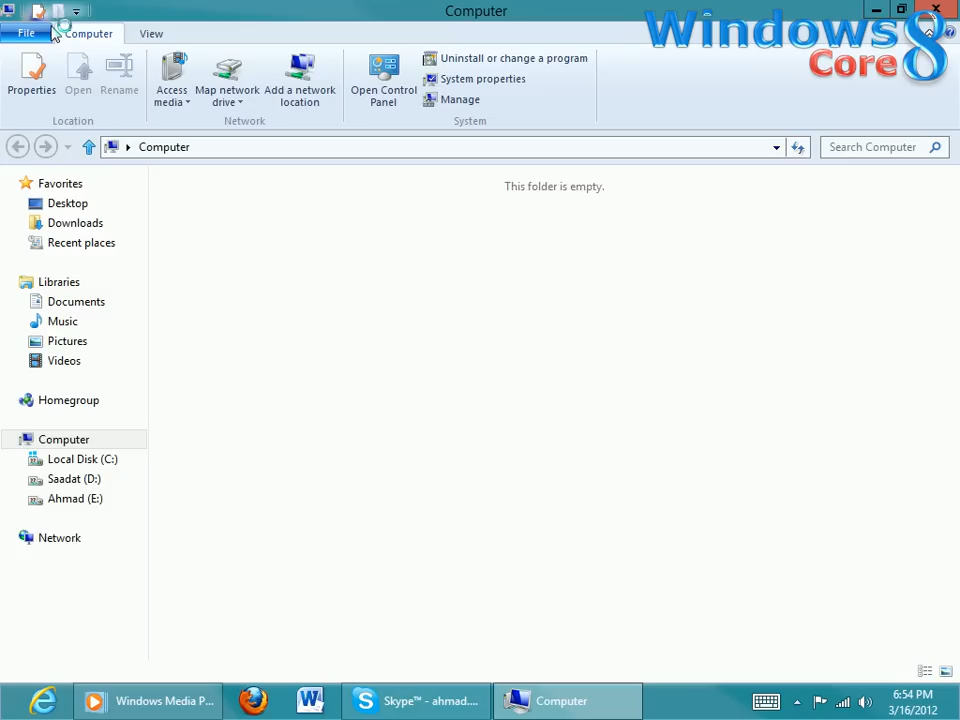 Computer
File
Computer
View
Windows 8
Core
Properties
Open
Rename
Access media
Map network drive
Add a network location
Open Control Panel
Uninstall or change a program
System properties
Manage
Location
Network
System
Computer
Search Computer
Favorites
Desktop
Downloads
Recent places
Libraries
Documents
Music
Pictures
Videos
Homegroup
Computer
Local Disk (C:)
Saadat (D:)
Ahmad (E:)
Network
This folder is empty.
Windows Media P...
Skype™ - ahmad....
Computer
6:54 PM
3/16/2012